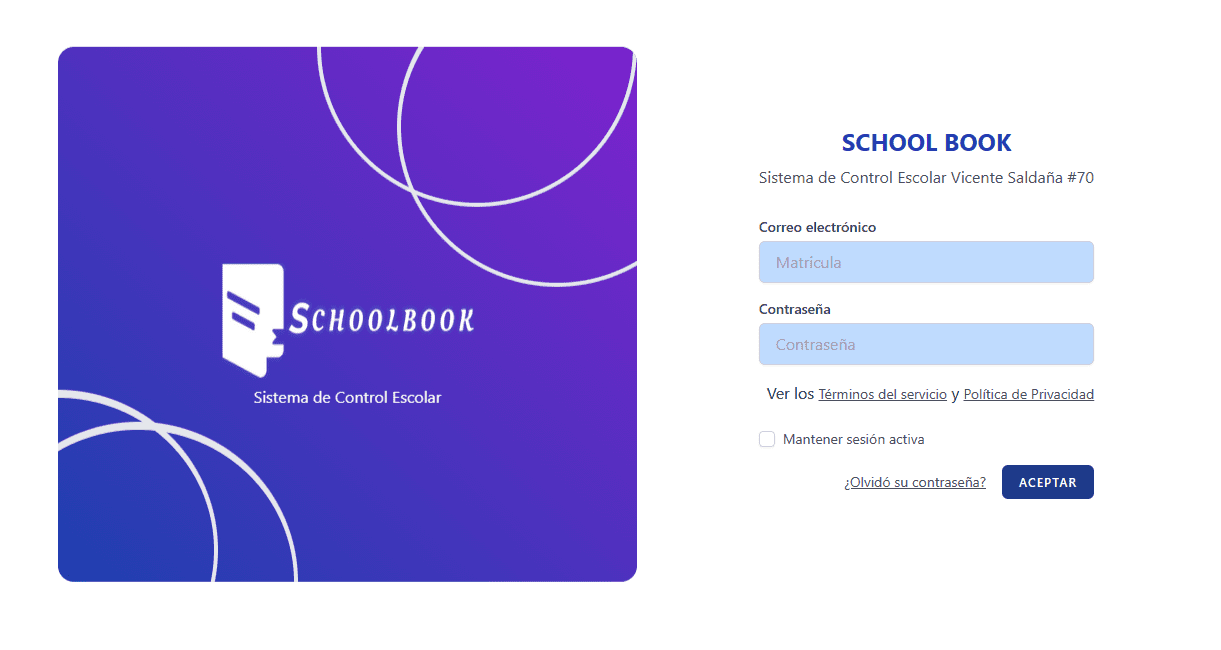 SCHOOLBOOK
Sistema de Control Escolar
SCHOOL BOOK
Sistema de Control Escolar Vicente Saldaña #70
Correo electrónico
Matricula
Contraseña
Contraseña
Ver los Términos del servicio y Política de Privacidad
Mantener sesión activa
¿Olvidó su contraseña?
ACEPTAR